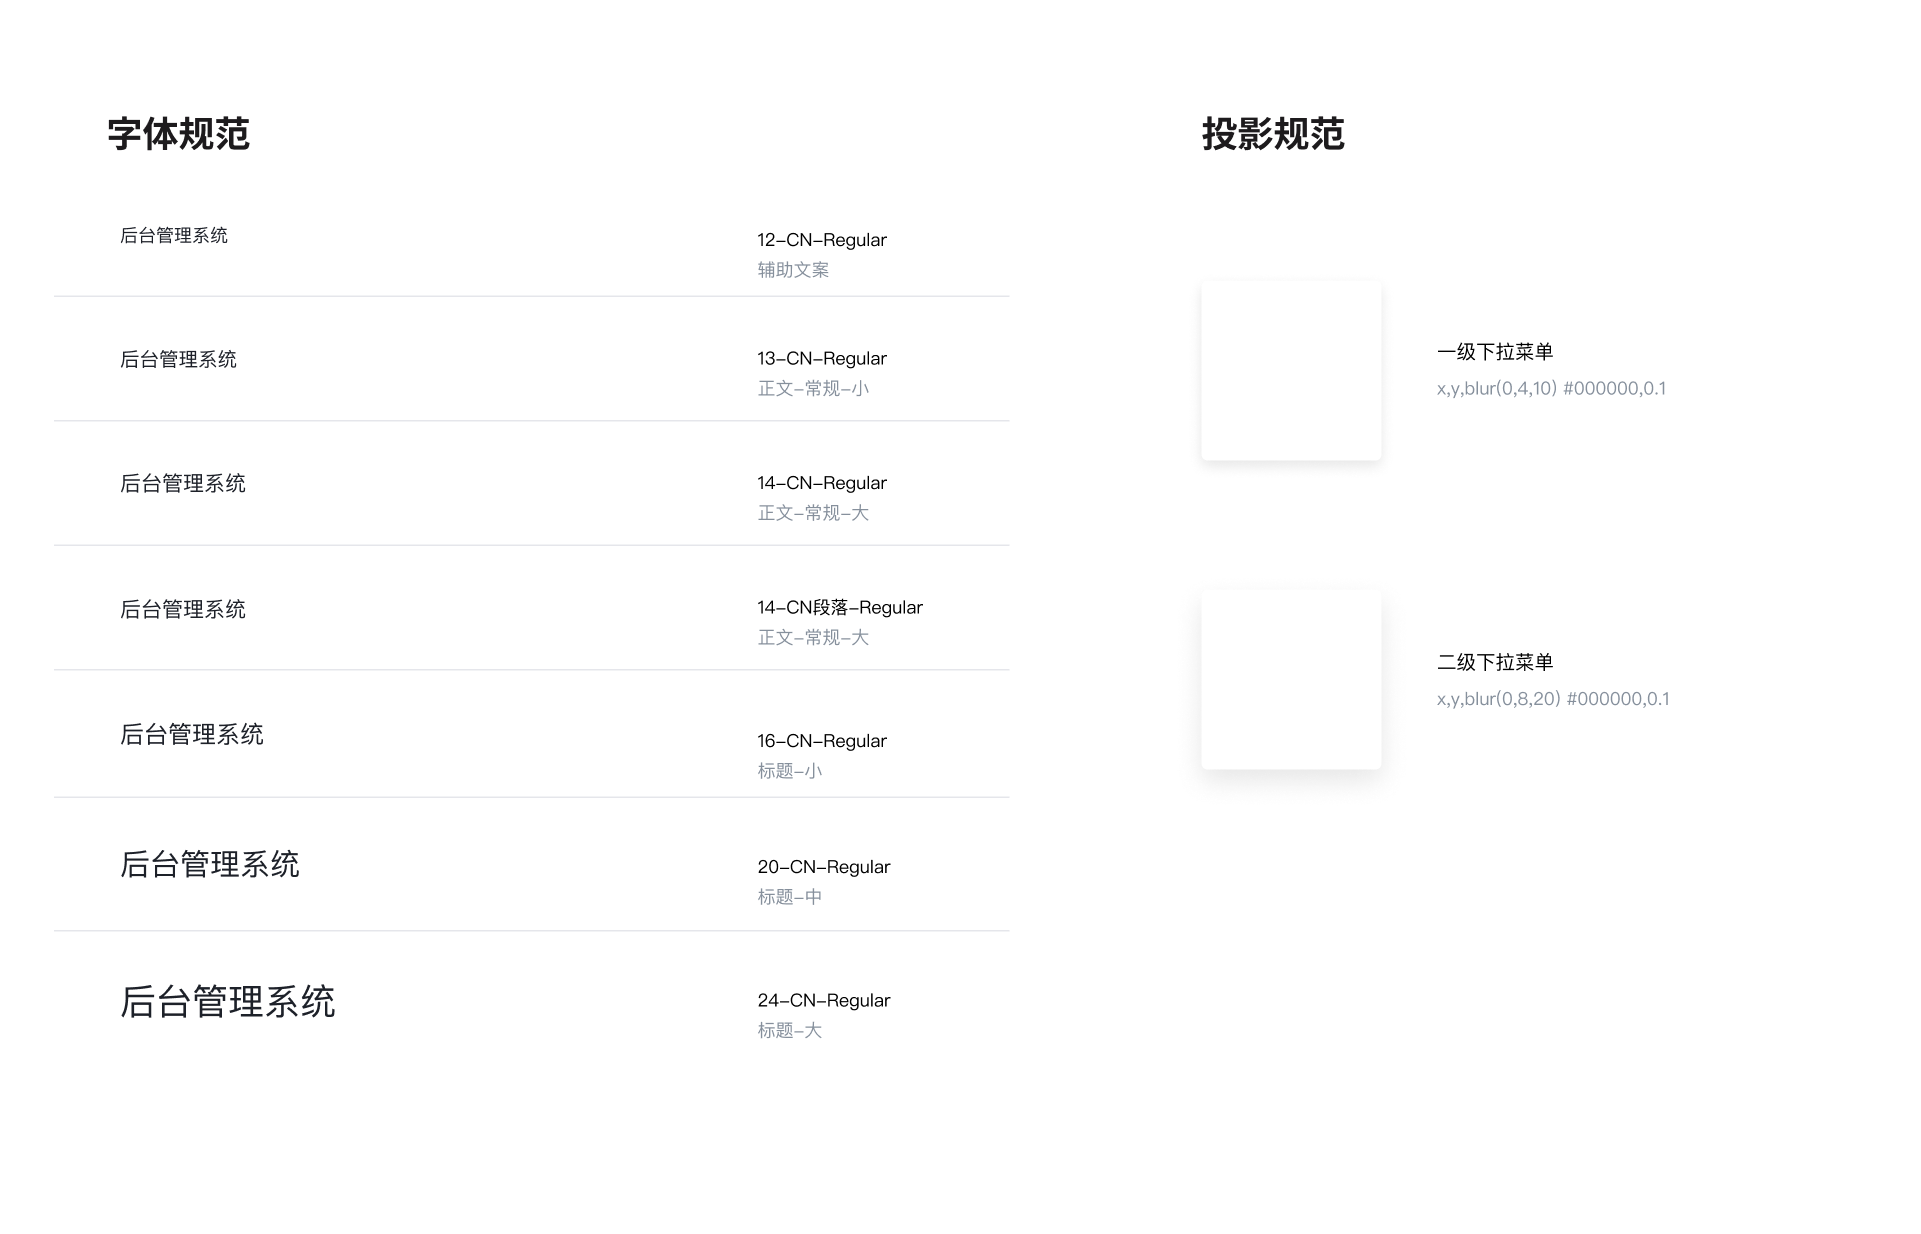 字体规范
后台管理系统
12-CN-Regular
辅助文案
后台管理系统
13-CN-Regular
正文-常规-小
后台管理系统
14-CN-Regular
正文-常规-大
后台管理系统
14-CN段落-Regular
正文-常规-大
后台管理系统
16-CN-Regular
标题-小
后台管理系统
20-CN-Regular
标题-中
后台管理系统
24-CN-Regular
标题-大
投影规范
一级下拉菜单
x,y,blur(0,4,10) #000000,0.1
二级下拉菜单
x,y,blur(0,8,20) #000000,0.1